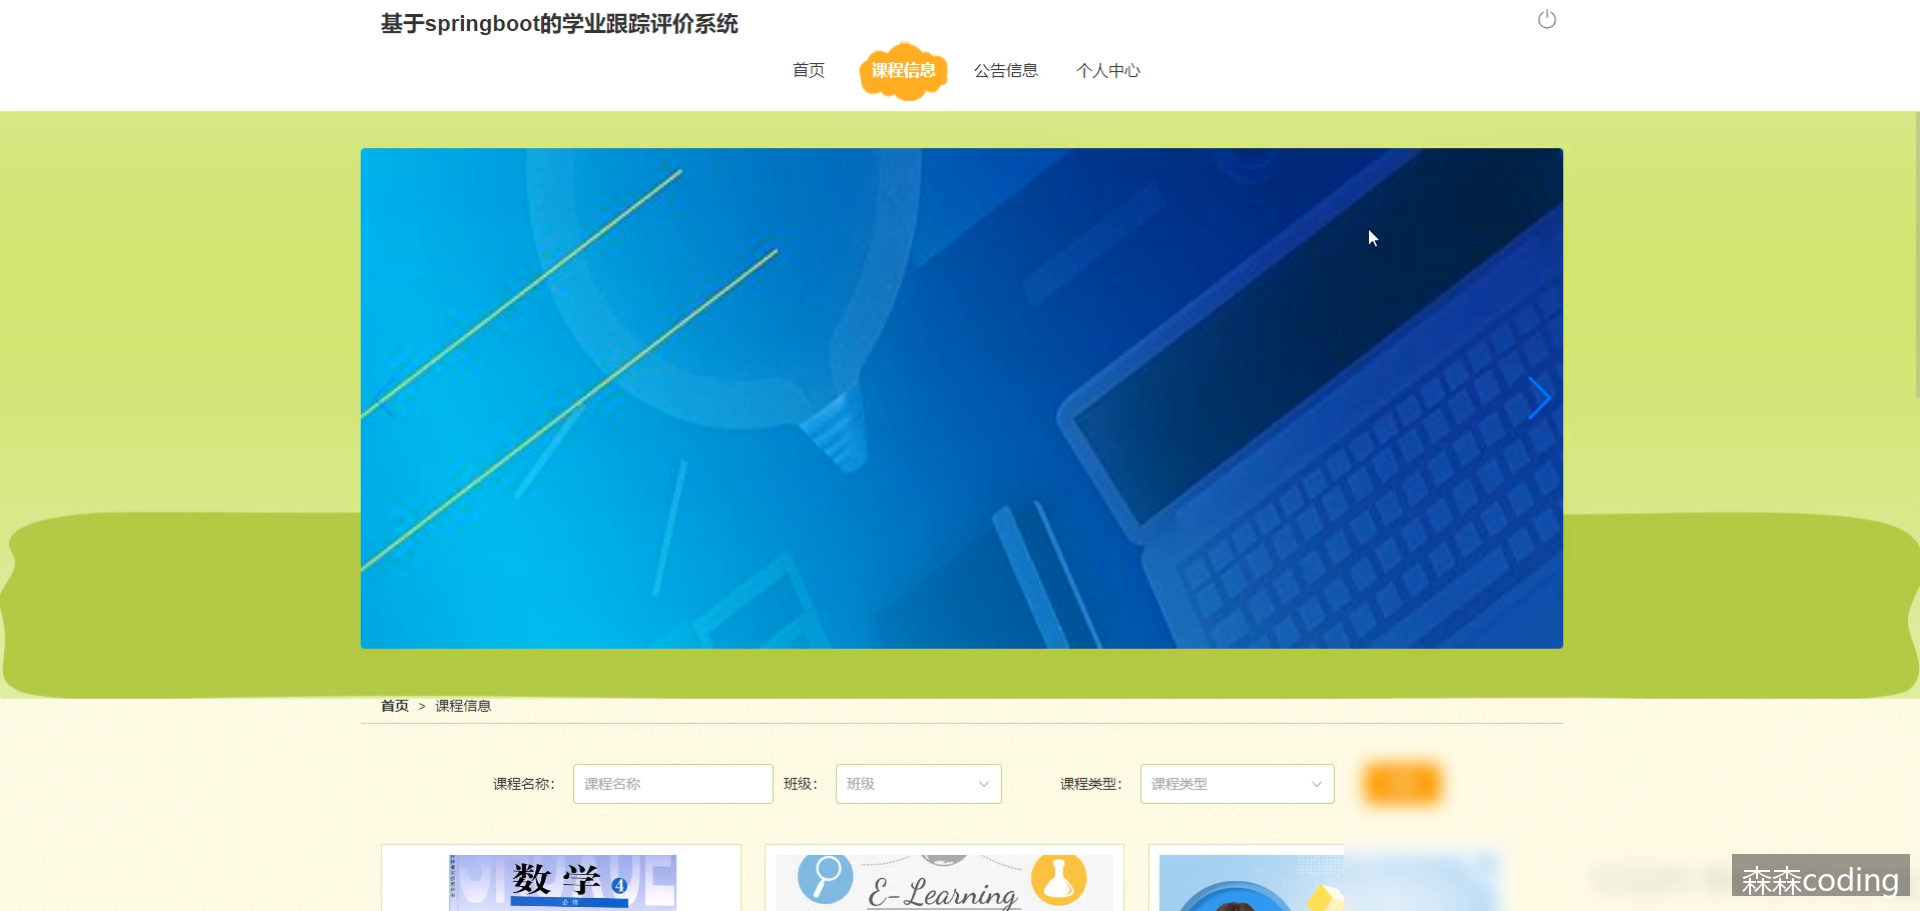 基于springboot的学业跟踪评价系统
首页
课程信息
公告信息
个人中心
首页 > 课程信息
课程名称：
课程名称
班级：
班级
课程类型：
课程类型
数学4
必修
E-Learning
森森coding